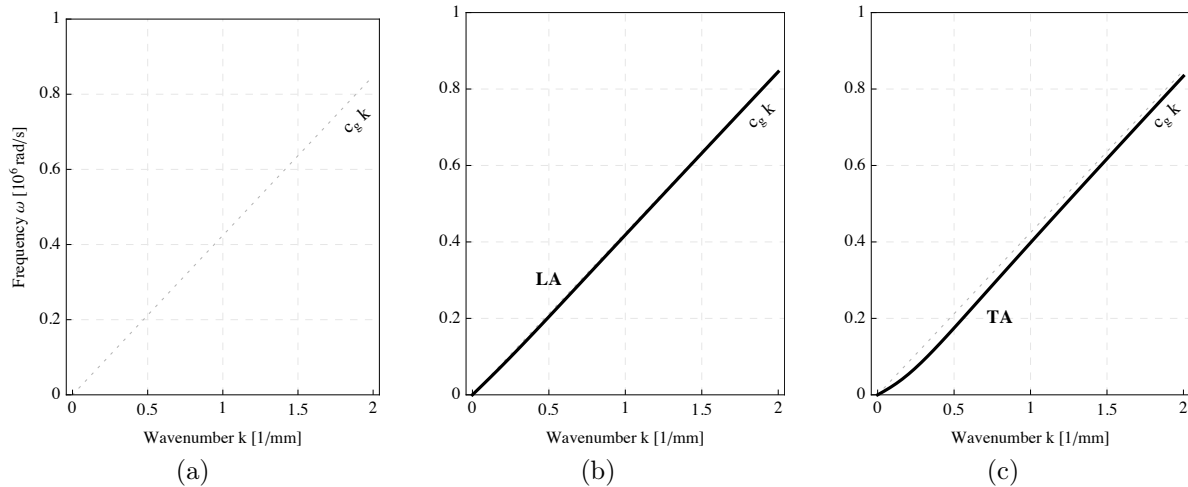 1
0.8
0.6
0.4
0.2
0
Frequency ω [10⁶ rad/s]
c_g k
0 0.5 1 1.5 2
Wavenumber k [1/mm]
(a)
1
0.8
0.6
0.4
0.2
0
c_g k
LA
0 0.5 1 1.5 2
Wavenumber k [1/mm]
(b)
1
0.8
0.6
0.4
0.2
0
c_g k
TA
0 0.5 1 1.5 2
Wavenumber k [1/mm]
(c)